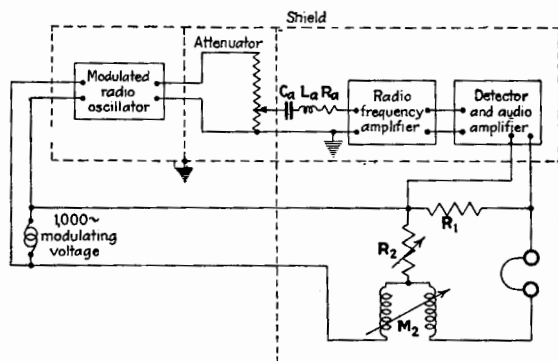 Shield
Attenuator
Modulated
radio
oscillator
Ca La Ra
Radio
frequency
amplifier
Detector
and audio
amplifier
1,000~
modulating
voltage
R1
R2
M2